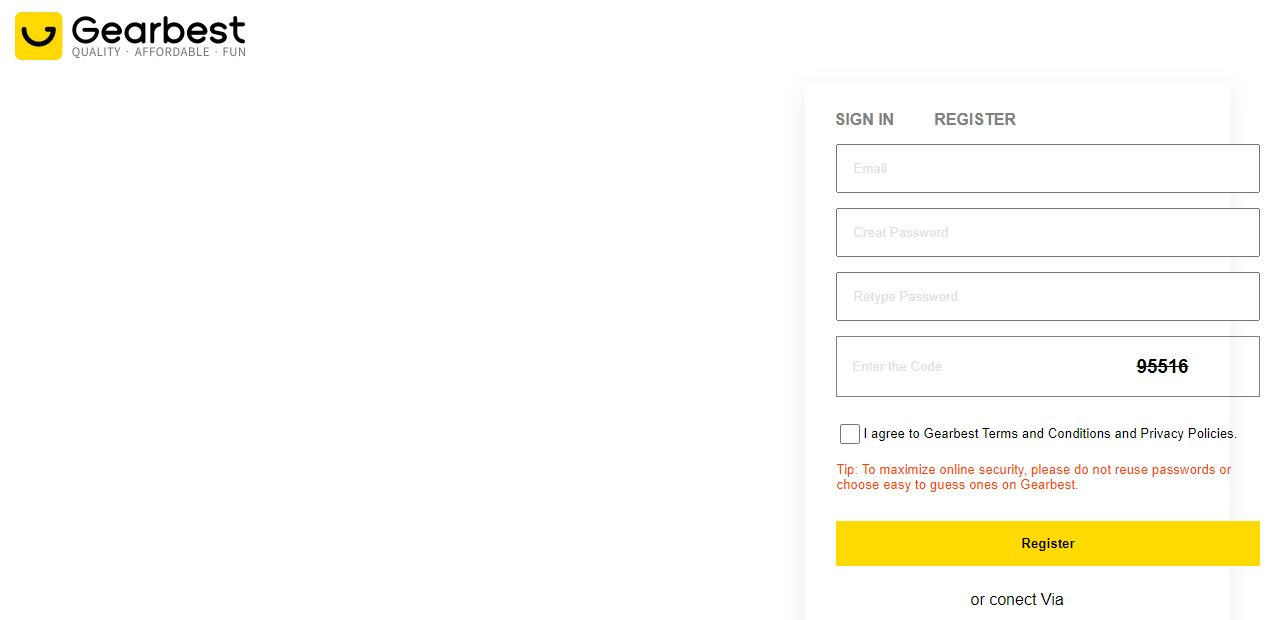 Gearbest
QUALITY · AFFORDABLE · FUN
SIGN IN REGISTER
Email
Creat Password
Retype Password
Enter the Code 95516
I agree to Gearbest Terms and Conditions and Privacy Policies.
Tip: To maximize online security, please do not reuse passwords or
choose easy to guess ones on Gearbest.
Register
or conect Via